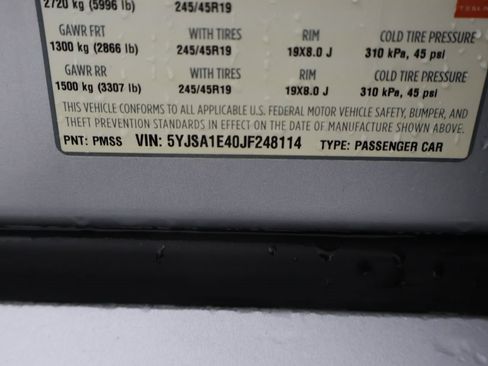 2720 kg (5996 lb) 245/45R19 TESLA
GAWR FRT WITH TIRES RIM COLD TIRE PRESSURE
1300 kg (2866 lb) 245/45R19 19X8.0 J 310 kPa, 45 psi
GAWR RR WITH TIRES RIM COLD TIRE PRESSURE
1500 kg (3307 lb) 245/45R19 19X8.0 J 310 kPa, 45 psi
THIS VEHICLE CONFORMS TO ALL APPLICABLE U.S. FEDERAL MOTOR VEHICLE SAFETY, BUMPER, AND
THEFT PREVENTION STANDARDS IN EFFECT ON THE DATE OF MANUFACTURE SHOWN ABOVE.
PNT: PMSS VIN: 5YJSA1E40JF248114 TYPE: PASSENGER CAR